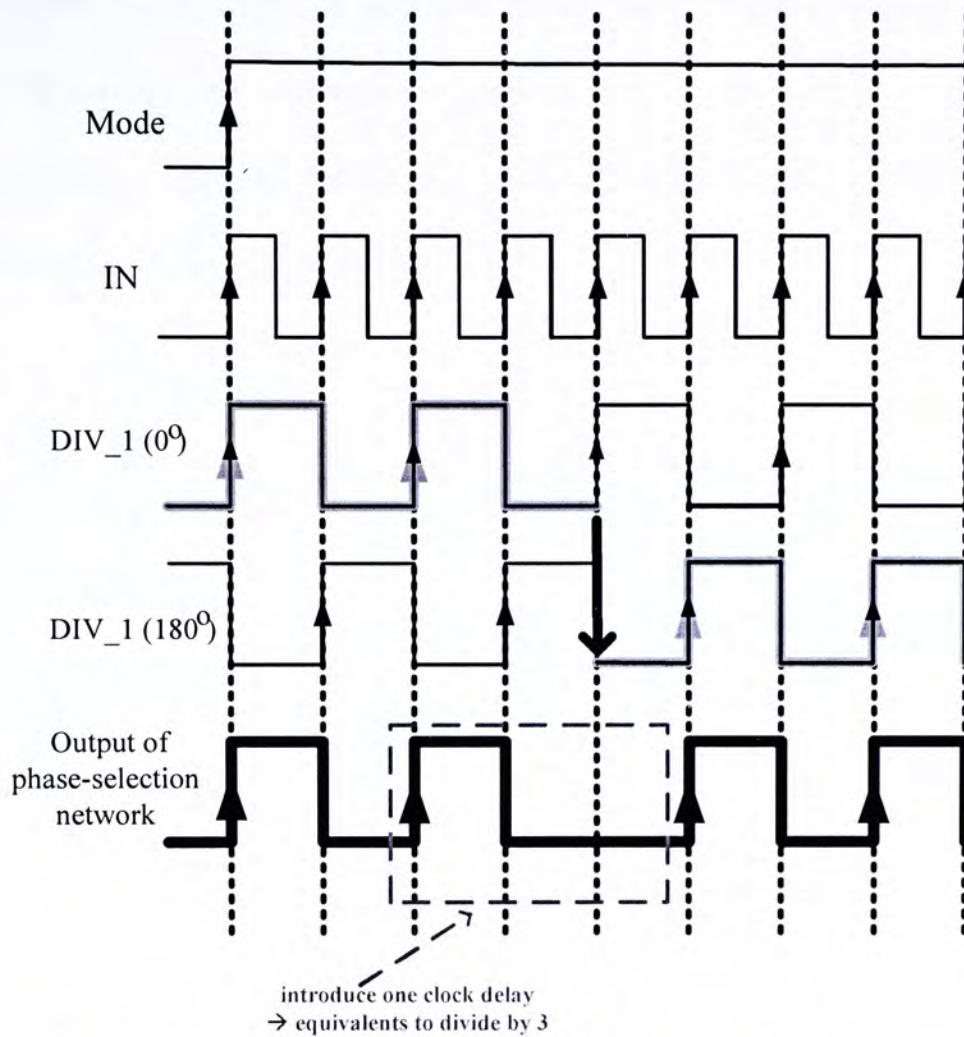 Mode
IN
DIV_1 (0⁰)
DIV_1 (180⁰)
Output of
phase-selection
network
introduce one clock delay
→ equivalents to divide by 3